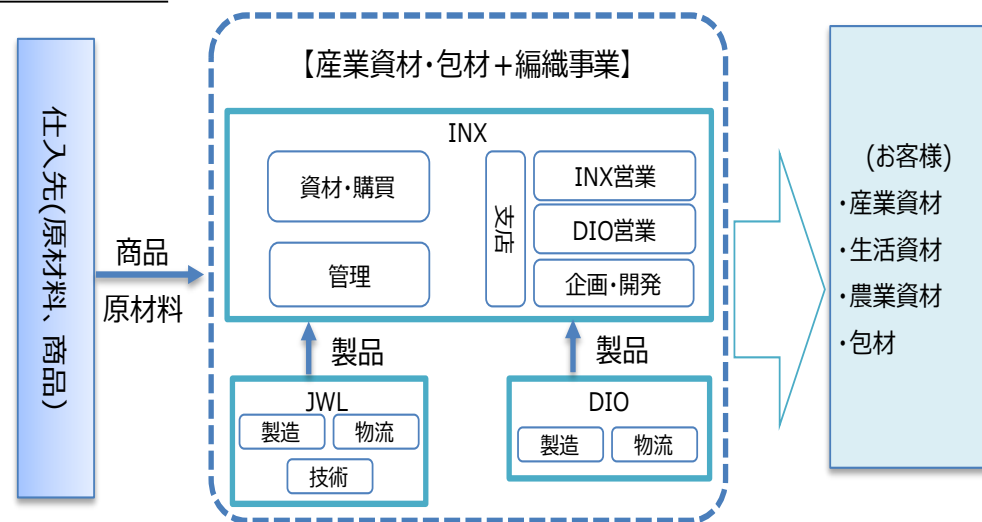 仕入先(原材料、商品)
商品
原材料
【産業資材・包材＋編織事業】
INX
資材・購買
管理
支店
INX営業
DIO営業
企画・開発
製品
製品
JWL
製造
物流
技術
DIO
製造
物流
(お客様)
・産業資材
・生活資材
・農業資材
・包材